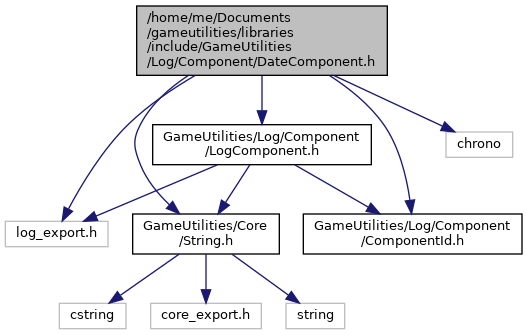 /home/me/Documents
/gameutilities/libraries
/include/GameUtilities
/Log/Component/DateComponent.h
GameUtilities/Log/Component
/LogComponent.h
chrono
log_export.h
GameUtilities/Core
/String.h
GameUtilities/Log/Component
/ComponentId.h
cstring
core_export.h
string